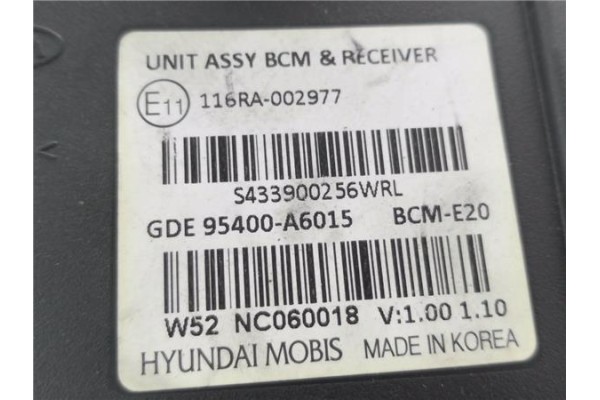 UNIT ASSY BCM & RECEIVER
E11 116RA-002977
S433900256WRL
GDE 95400-A6015 BCM-E20
W52 NC060018 V:1.00 1.10
HYUNDAI MOBIS MADE IN KOREA